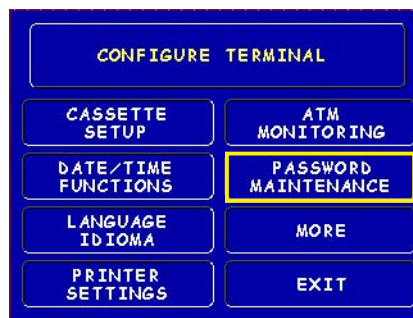 CONFIGURE TERMINAL
CASSETTE
SETUP
ATM
MONITORING
DATE/TIME
FUNCTIONS
PASSWORD
MAINTENANCE
LANGUAGE
IDIOMA
MORE
PRINTER
SETTINGS
EXIT